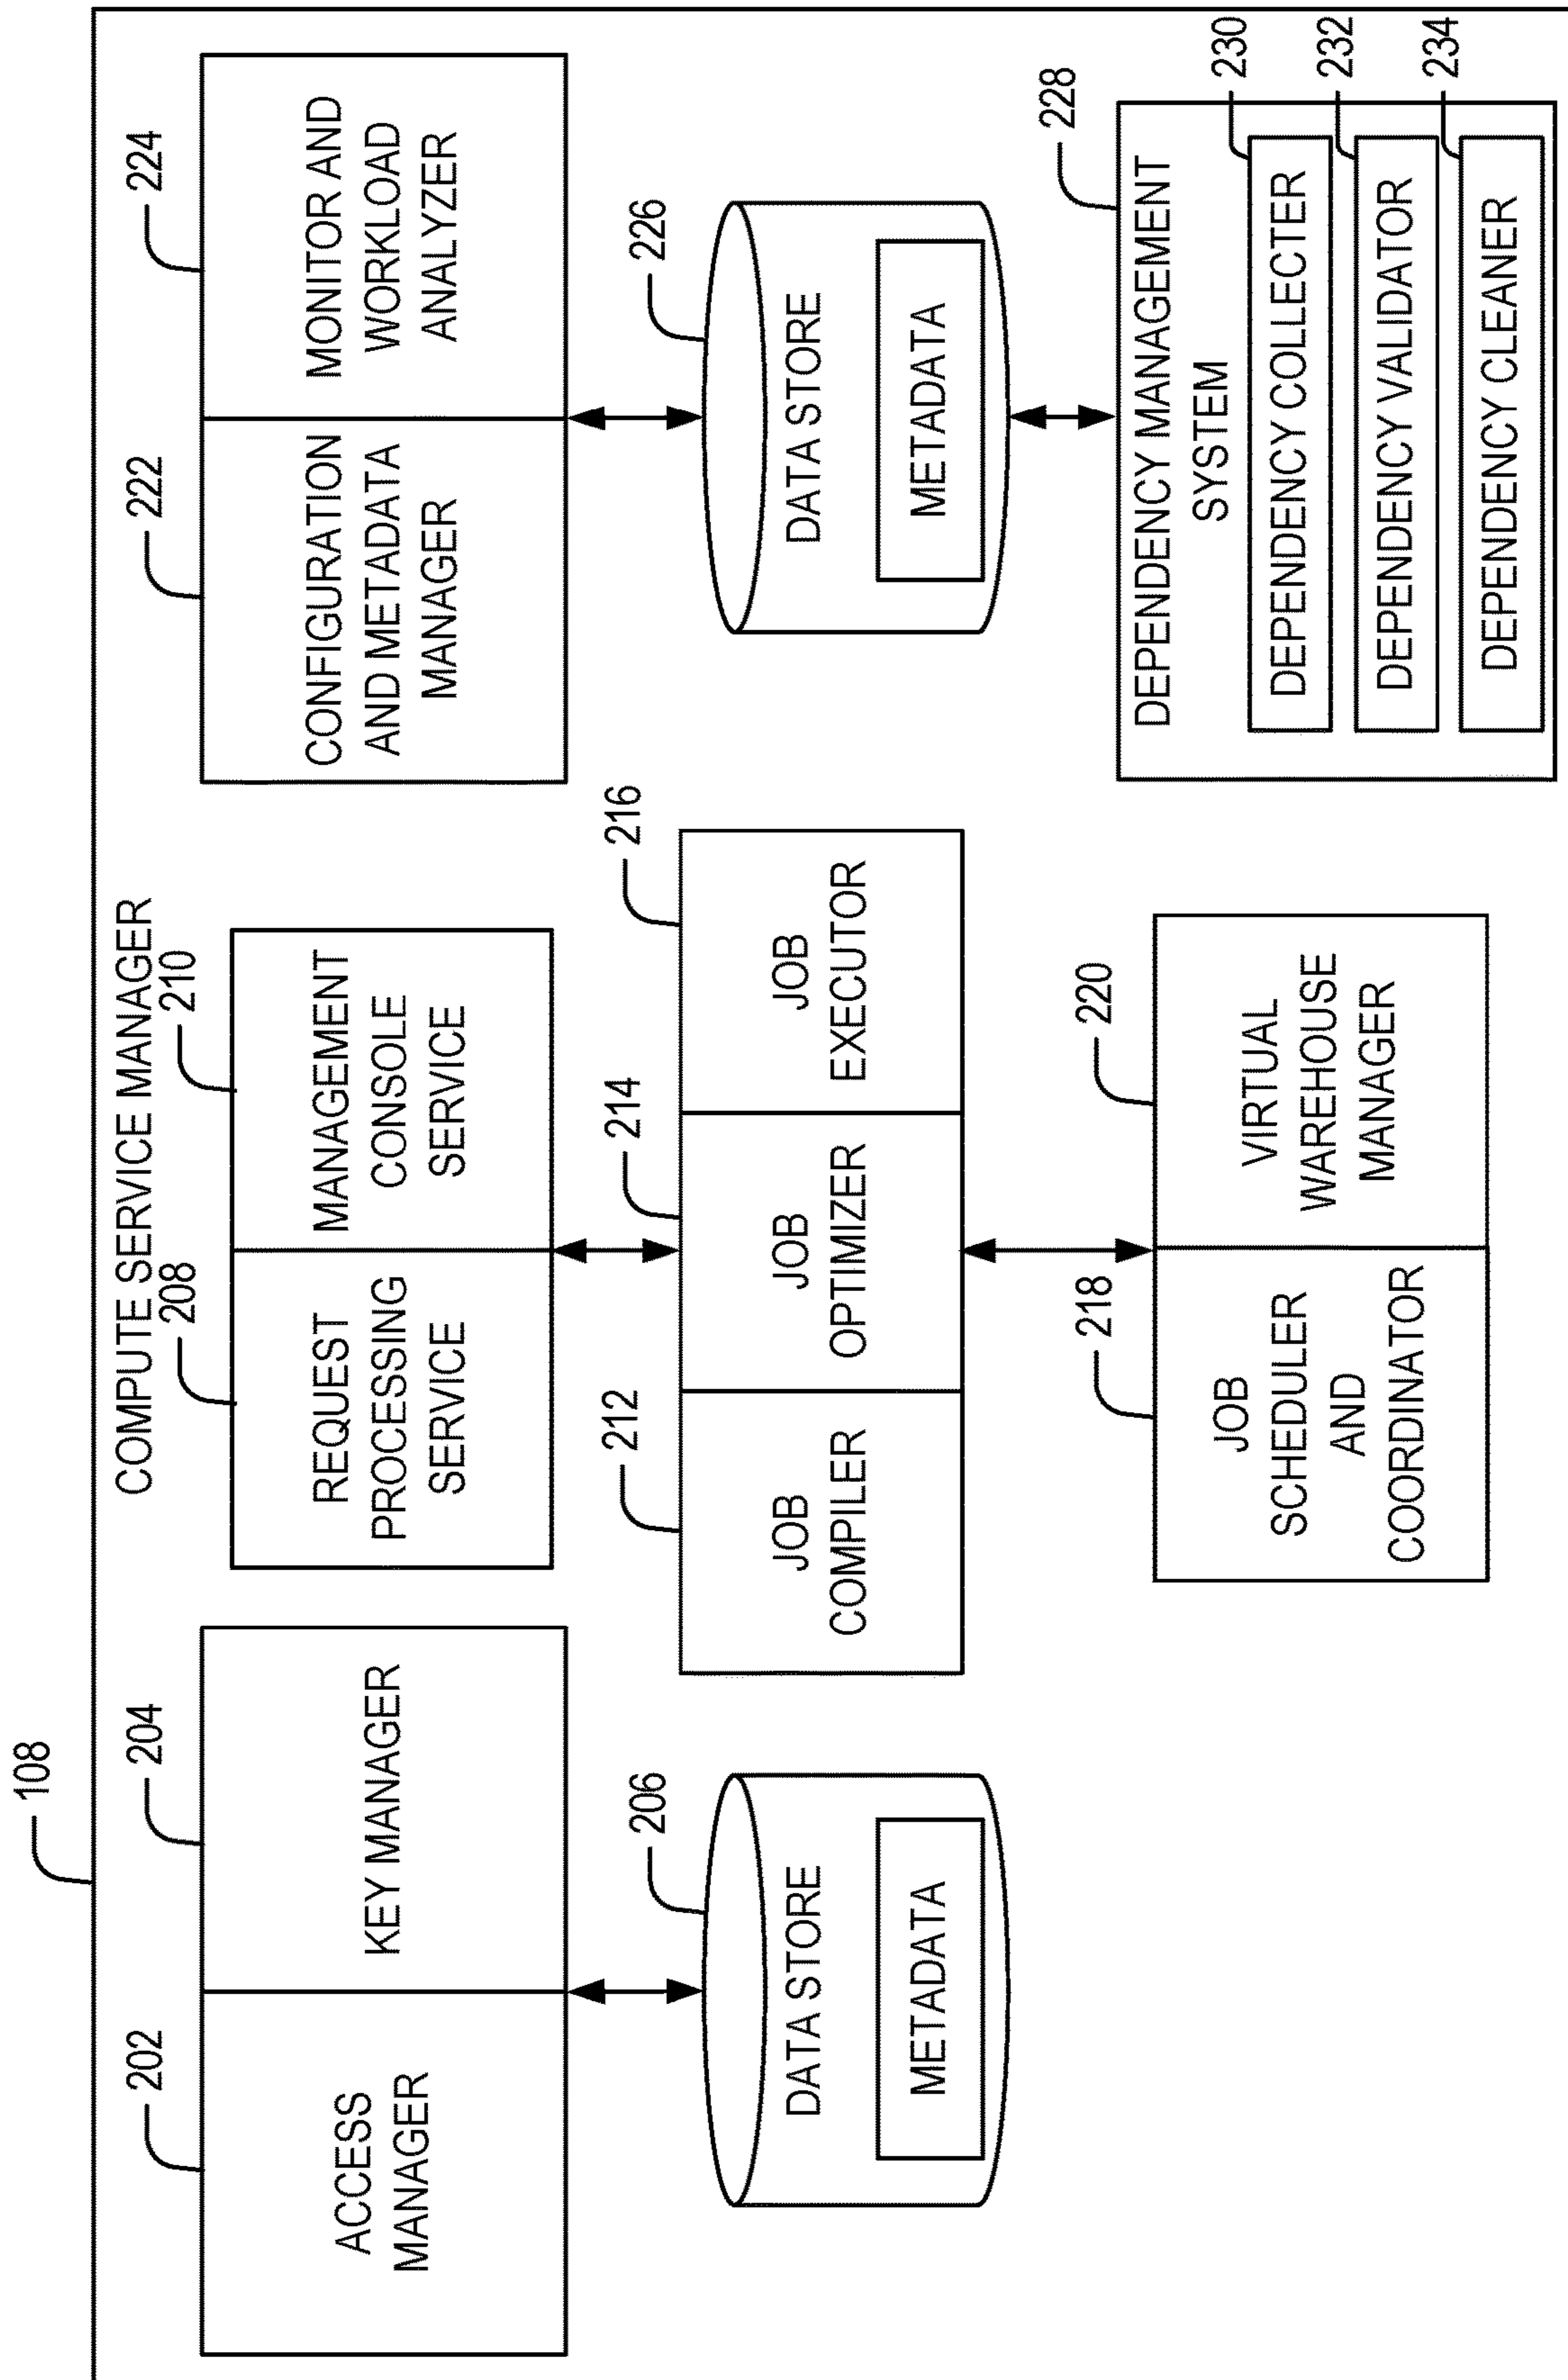 108
COMPUTE SERVICE MANAGER
202
204
ACCESS
MANAGER
KEY MANAGER
206
DATA STORE
METADATA
208
210
REQUEST
PROCESSING
SERVICE
MANAGEMENT
CONSOLE
SERVICE
212
214
216
JOB
COMPILER
JOB
OPTIMIZER
JOB
EXECUTOR
218
220
JOB
SCHEDULER
AND
COORDINATOR
VIRTUAL
WAREHOUSE
MANAGER
222
224
CONFIGURATION
AND METADATA
MANAGER
MONITOR AND
WORKLOAD
ANALYZER
226
DATA STORE
METADATA
228
DEPENDENCY MANAGEMENT
SYSTEM
230
DEPENDENCY COLLECTER
232
DEPENDENCY VALIDATOR
234
DEPENDENCY CLEANER